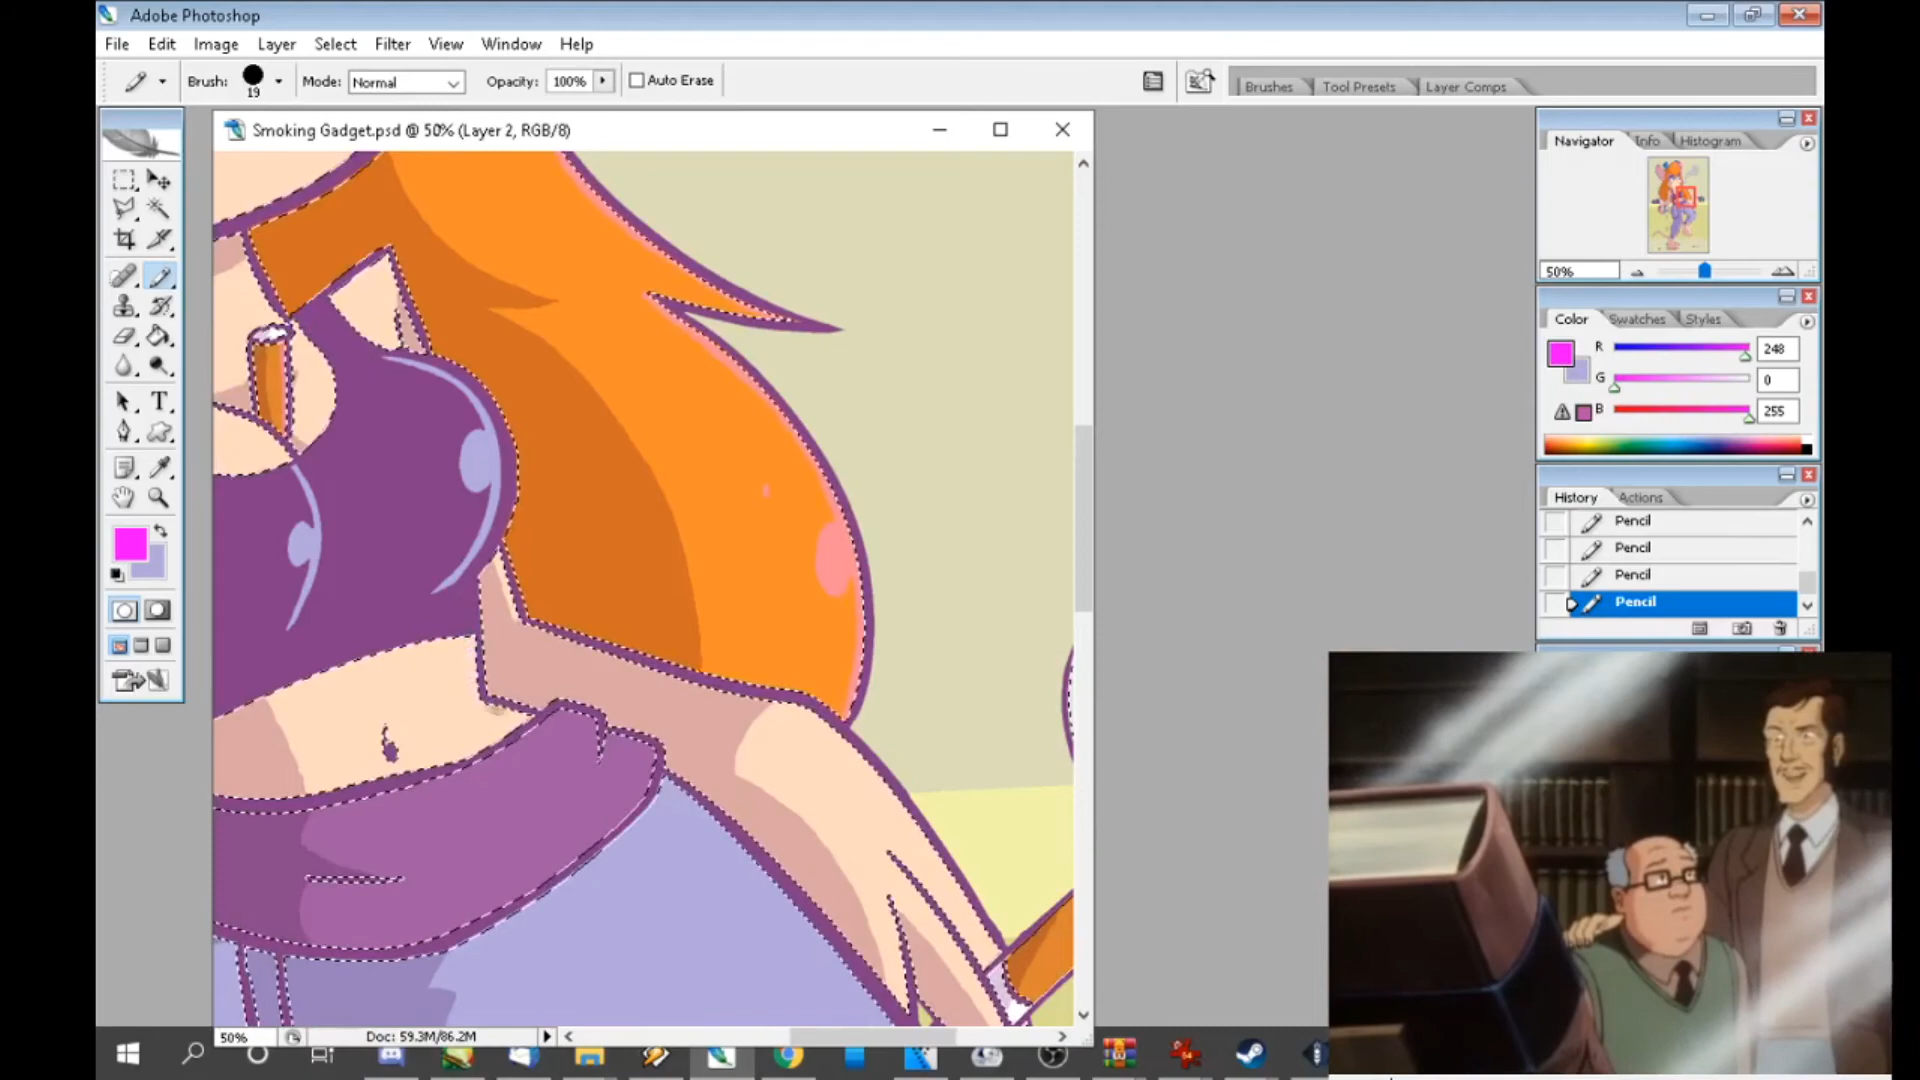 Adobe Photoshop
File Edit Image Layer Select Filter View Window Help
Brush: 19 Mode: Normal Opacity: 100% Auto Erase
Brushes Tool Presets Layer Comps
Smoking Gadget.psd @ 50% (Layer 2, RGB/8)
Navigator Info Histogram
50%
Color Swatches Styles
R 248
G 0
B 255
History Actions
Pencil
Pencil
Pencil
Pencil
50% Doc: 59.3M/86.2M